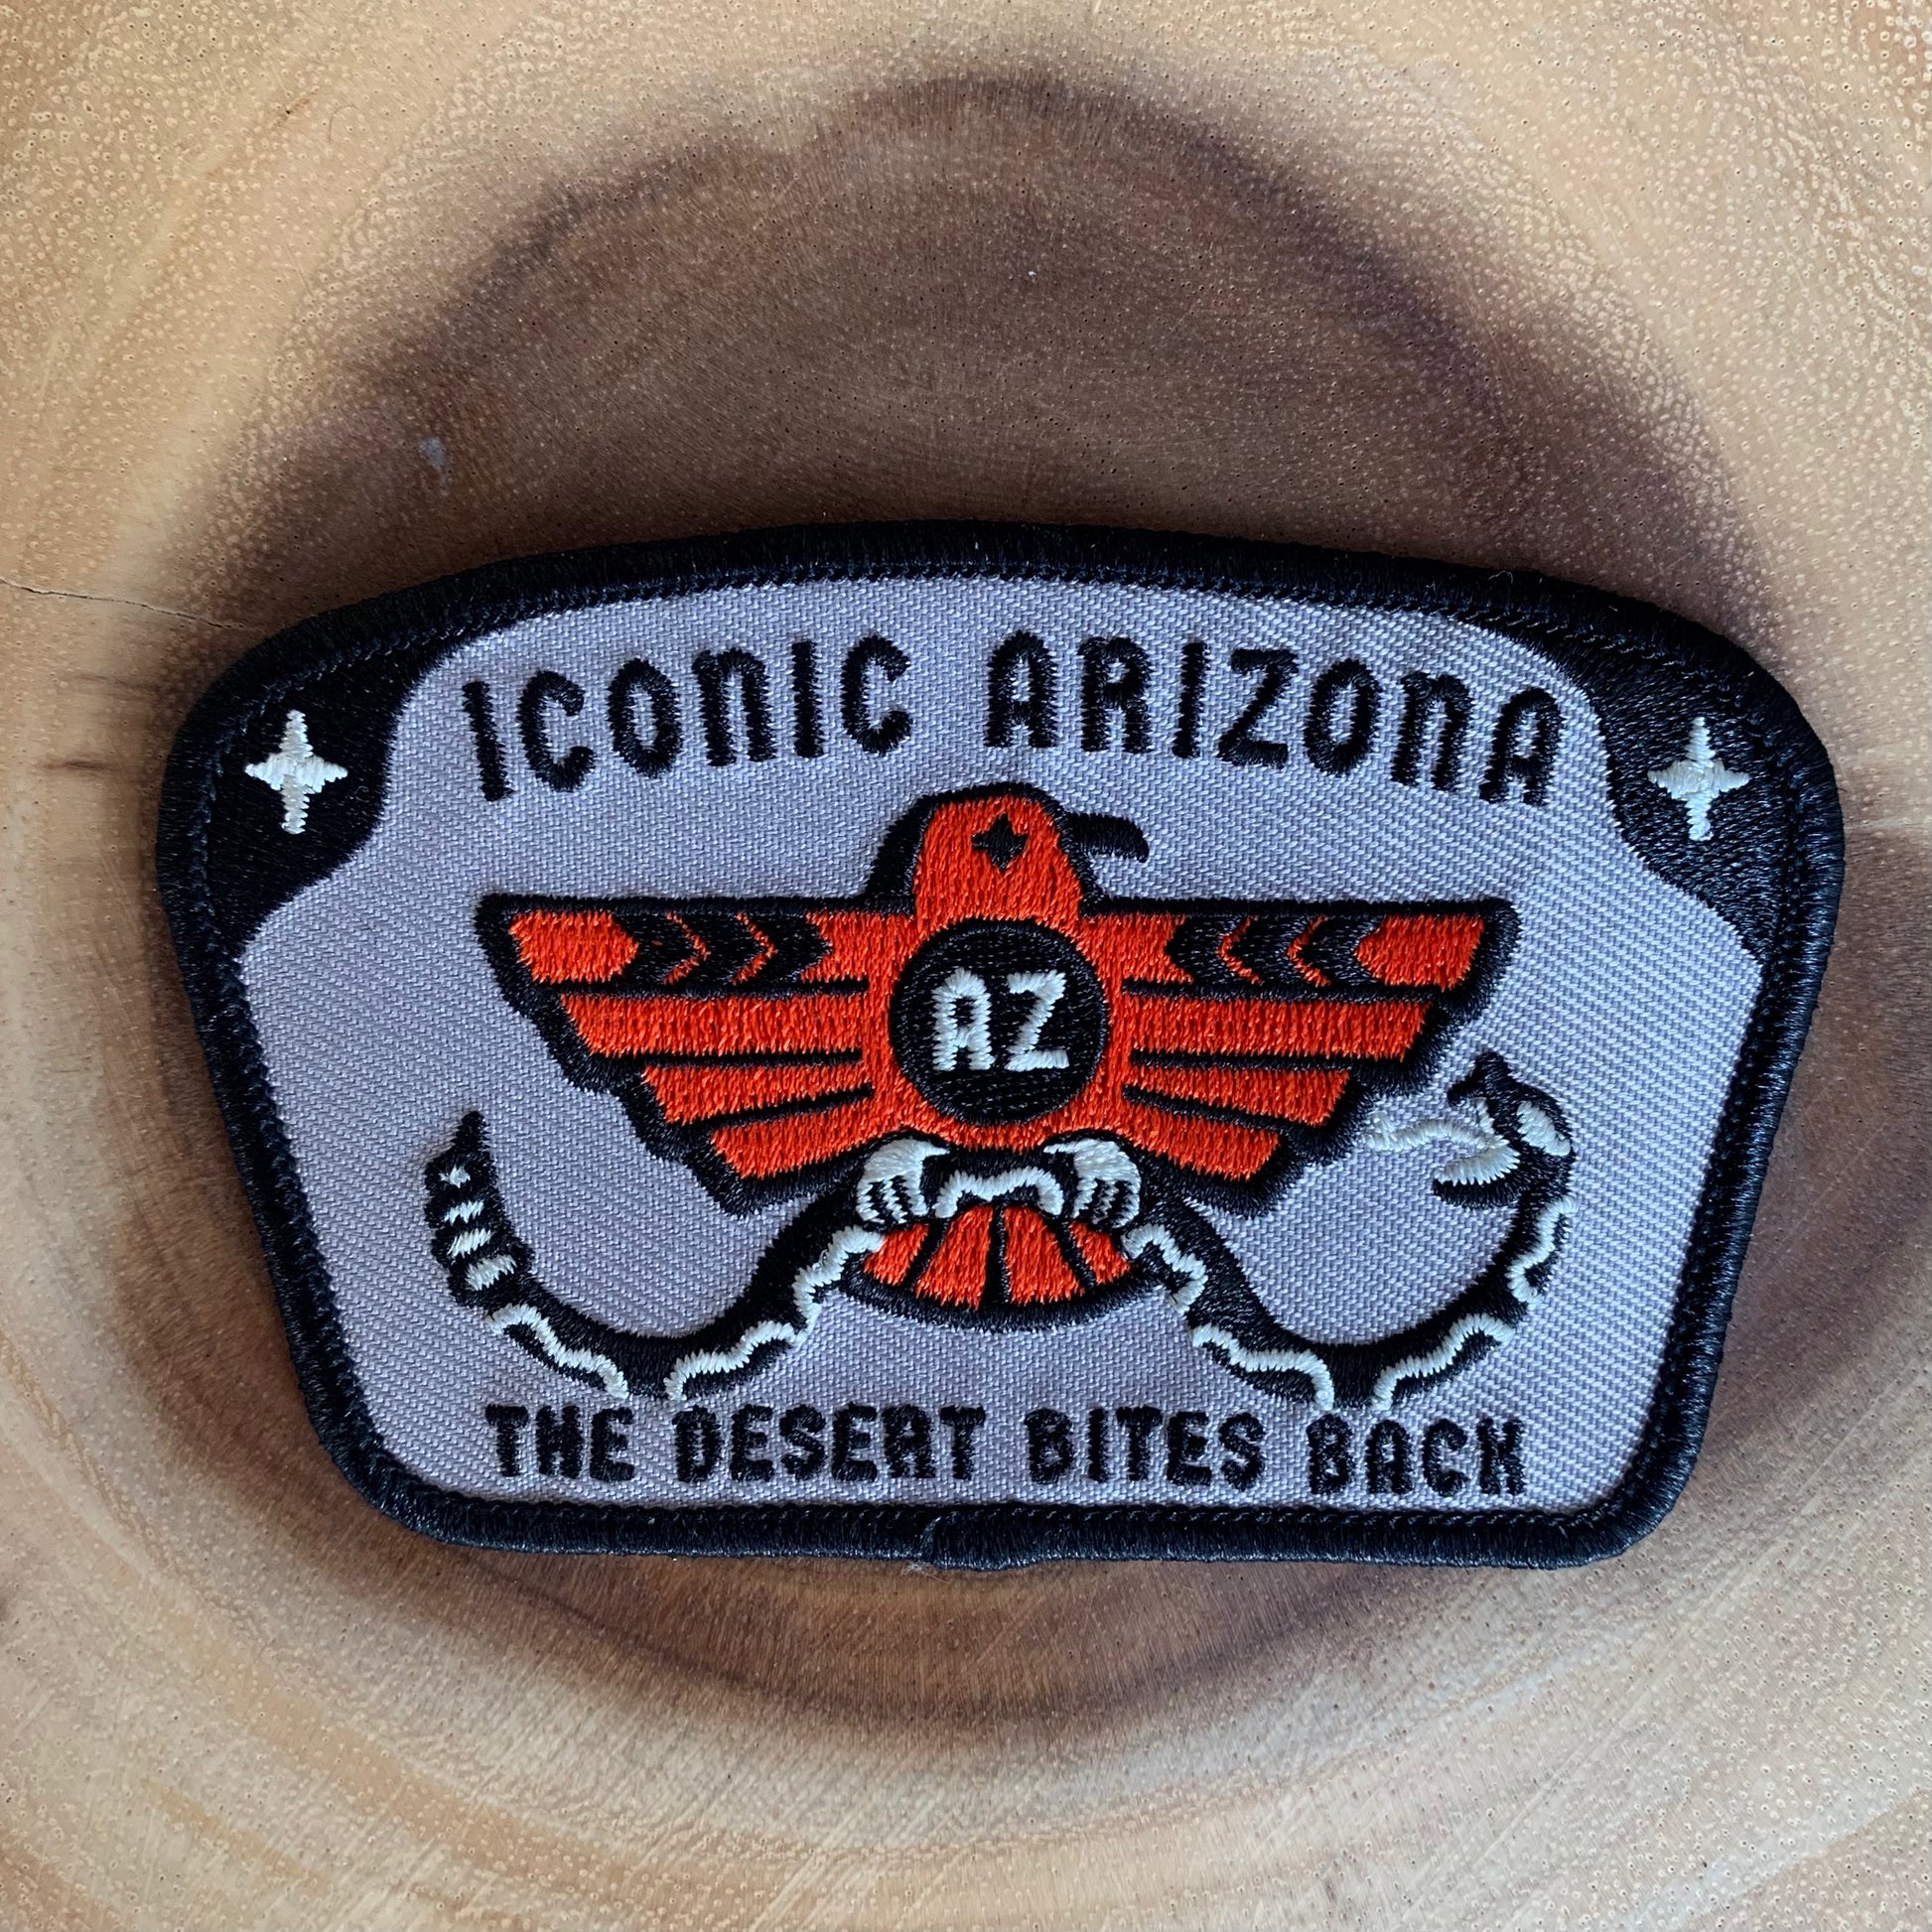 ICONIC ARIZONA
AZ
THE DESERT BITES BACK